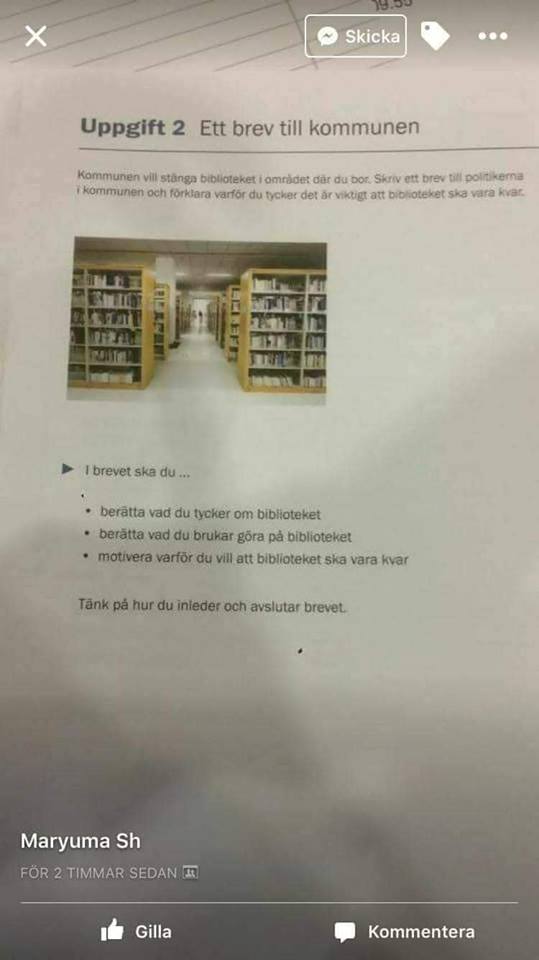 19.55
Skicka
Uppgift 2 Ett brev till kommunen
Kommunen vill stänga biblioteket i området där du bor. Skriv ett brev till politikerna
i kommunen och förklara varför du tycker det är viktigt att biblioteket ska vara kvar.
I brevet ska du ...
• berätta vad du tycker om biblioteket
• berätta vad du brukar göra på biblioteket
• motivera varför du vill att biblioteket ska vara kvar
Tänk på hur du inleder och avslutar brevet.
Maryuma Sh
FÖR 2 TIMMAR SEDAN
Gilla
Kommentera